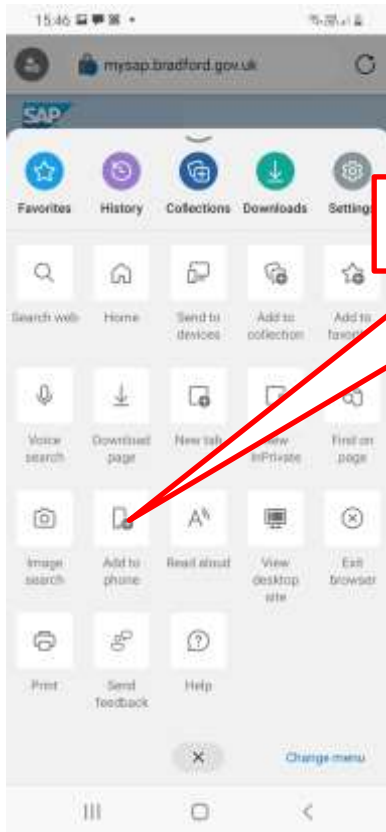 15:46
mysap.bradford.gov.uk
SAP
Favorites History Collections Downloads Settings
Search web Home Send to devices Add to collection Add to favorites
Voice search Download page New tab New InPrivate Find on page
Image search Add to phone Read aloud View desktop site Exit browser
Print Send feedback Help
Change menu